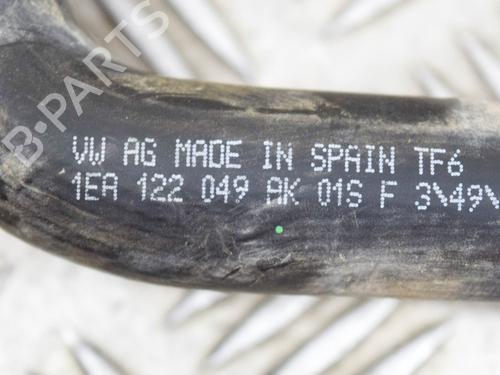 B-PARTS
VW AG MADE IN SPAIN TF6
1EA 122 049 AK 01S F 3\49\